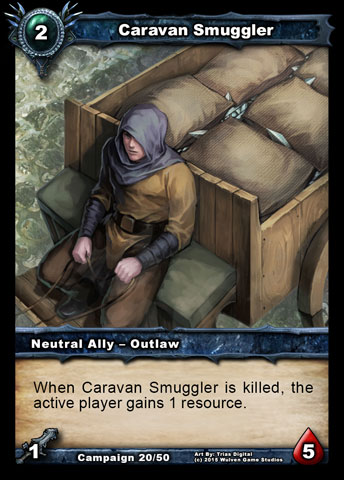 2
Caravan Smuggler
Neutral Ally – Outlaw
When Caravan Smuggler is killed, the
active player gains 1 resource.
1
Campaign 20/50
Art By: Trias Digital
(c) 2015 Wulven Game Studios
5